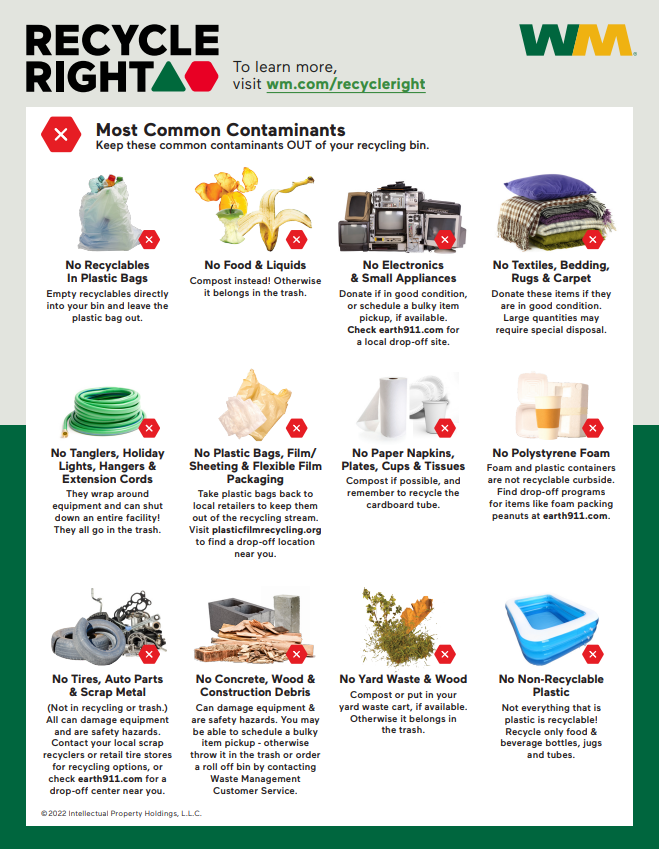 RECYCLE
RIGHT
To learn more,
visit wm.com/recycleright
WM
Most Common Contaminants
Keep these common contaminants OUT of your recycling bin.
No Recyclables
In Plastic Bags
Empty recyclables directly
into your bin and leave the
plastic bag out.
No Food & Liquids
Compost instead! Otherwise
it belongs in the trash.
No Electronics
& Small Appliances
Donate if in good condition,
or schedule a bulky item
pickup, if available.
Check earth911.com for
a local drop-off site.
No Textiles, Bedding,
Rugs & Carpet
Donate these items if they
are in good condition.
Large quantities may
require special disposal.
No Tanglers, Holiday
Lights, Hangers &
Extension Cords
They wrap around
equipment and can shut
down an entire facility!
They all go in the trash.
No Plastic Bags, Film/
Sheeting & Flexible Film
Packaging
Take plastic bags back to
local retailers to keep them
out of the recycling stream.
Visit plasticfilmrecycling.org
to find a drop-off location
near you.
No Paper Napkins,
Plates, Cups & Tissues
Compost if possible, and
remember to recycle the
cardboard tube.
No Polystyrene Foam
Foam and plastic containers
are not recyclable curbside.
Find drop-off programs
for items like foam packing
peanuts at earth911.com.
No Tires, Auto Parts
& Scrap Metal
(Not in recycling or trash.)
All can damage equipment
and are safety hazards.
Contact your local scrap
recyclers or retail tire stores
for recycling options, or
check earth911.com for a
drop-off center near you.
No Concrete, Wood &
Construction Debris
Can damage equipment &
are safety hazards. You may
be able to schedule a bulky
item pickup - otherwise
throw it in the trash or order
a roll off bin by contacting
Waste Management
Customer Service.
No Yard Waste & Wood
Compost or put in your
yard waste cart, if available.
Otherwise it belongs in
the trash.
No Non-Recyclable
Plastic
Not everything that is
plastic is recyclable!
Recycle only food &
beverage bottles, jugs
and tubes.
©2022 Intellectual Property Holdings, L.L.C.